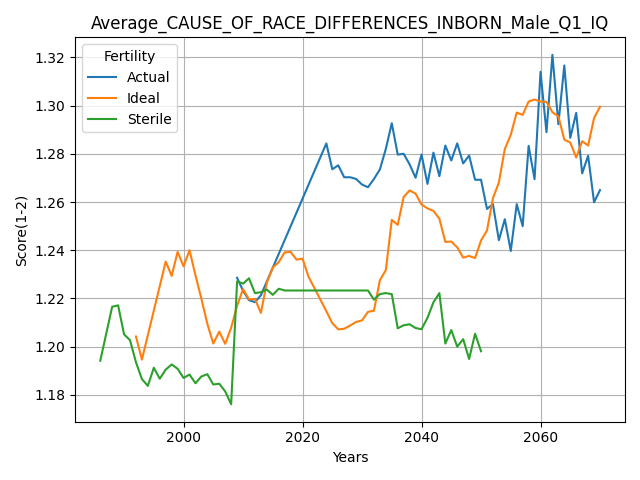 Average_CAUSE_OF_RACE_DIFFERENCES_INBORN_Male_Q1_IQ
Fertility
Actual
Ideal
Sterile
1.32
1.30
1.28
1.26
1.24
1.22
1.20
1.18
Score(1-2)
2000
2020
2040
2060
Years